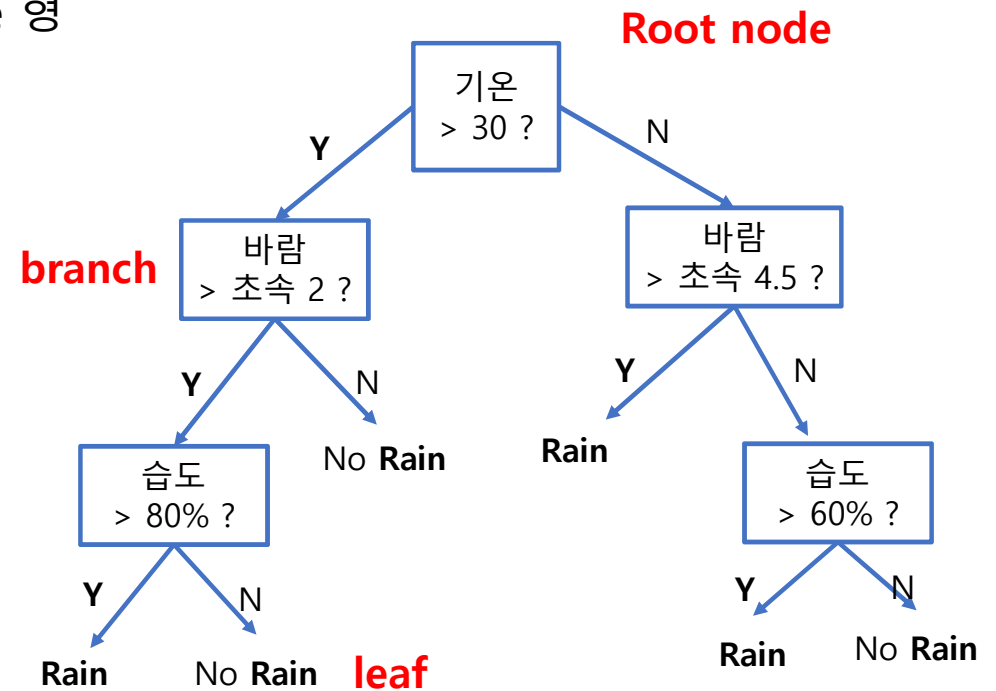 영
Root node
기온
> 30 ?
Y
N
branch
바람
> 초속 2 ?
바람
> 초속 4.5 ?
Y
N
Y
N
No Rain
Rain
습도
> 80% ?
습도
> 60% ?
Y
N
Y
N
Rain
No Rain
leaf
Rain
No Rain